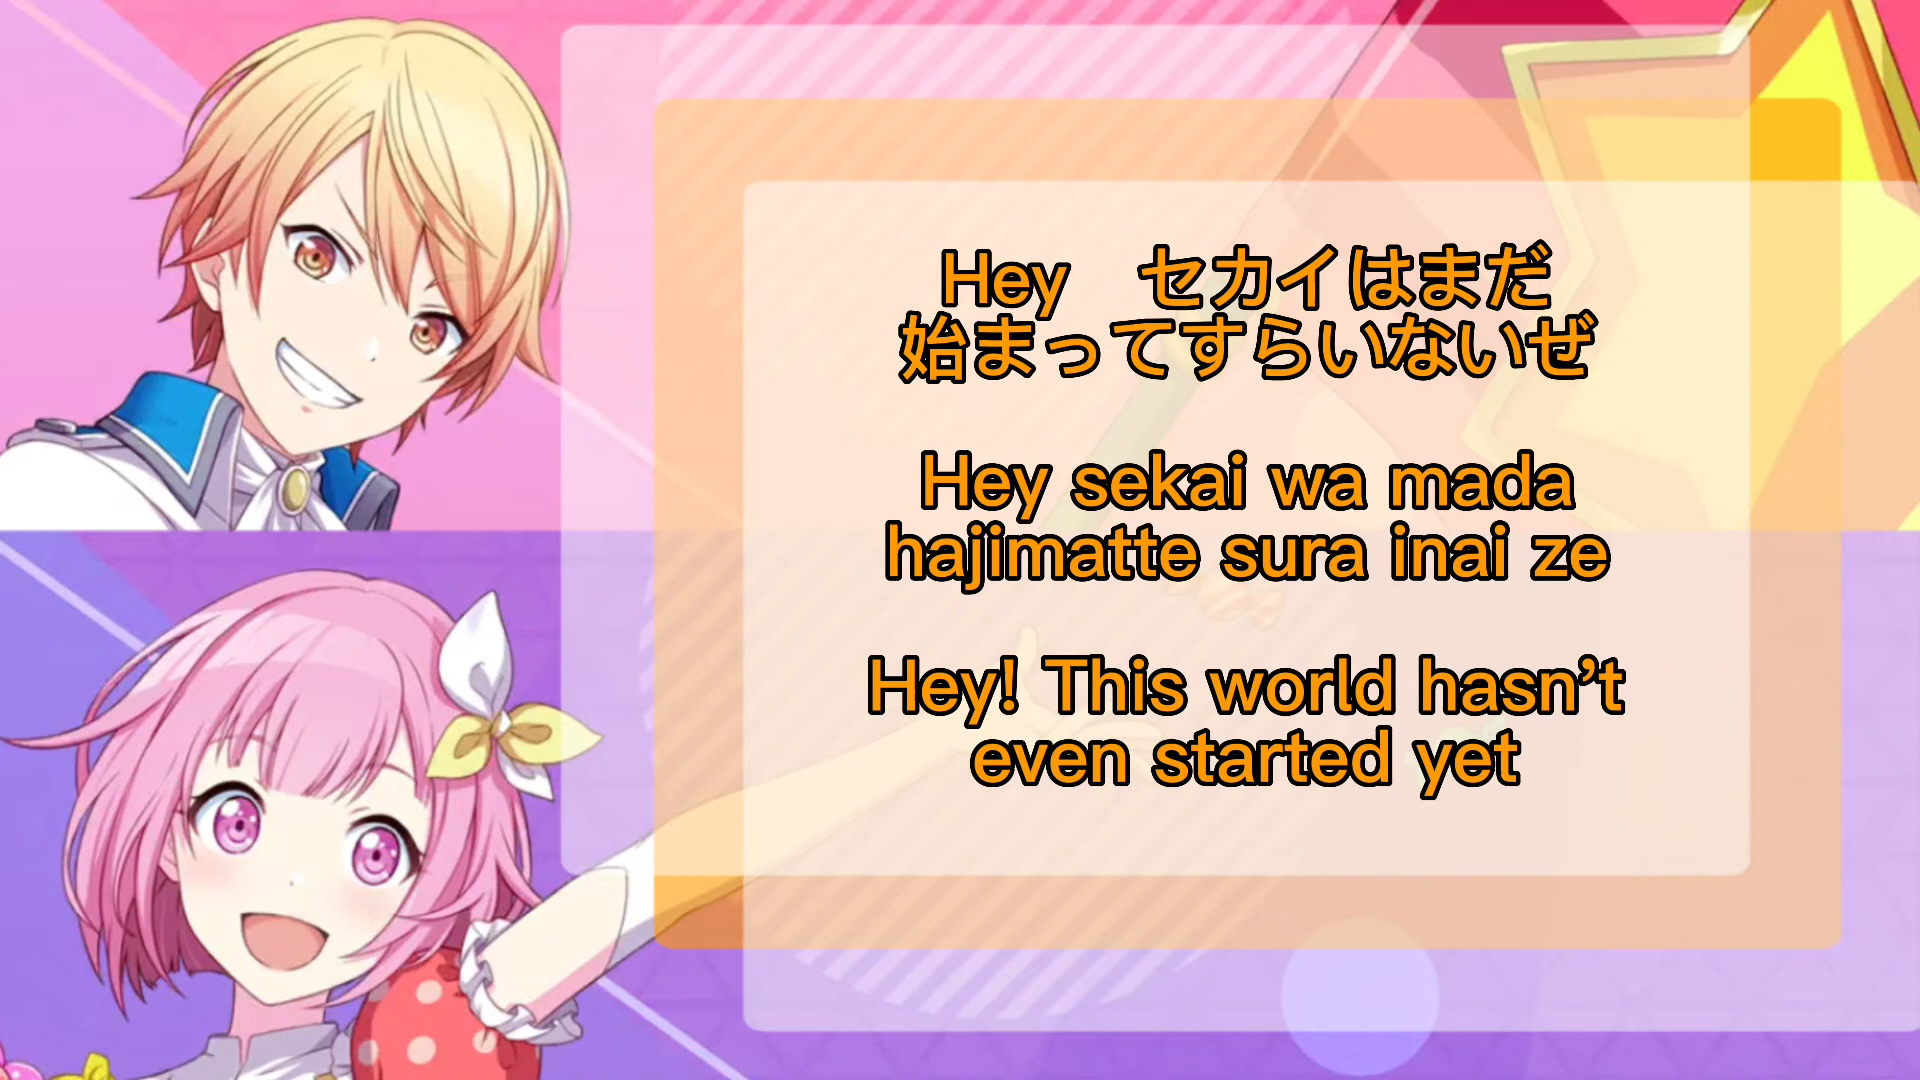 Hey　セカイはまだ
始まってすらいないぜ
Hey sekai wa mada
hajimatte sura inai ze
Hey! This world hasn’t
even started yet